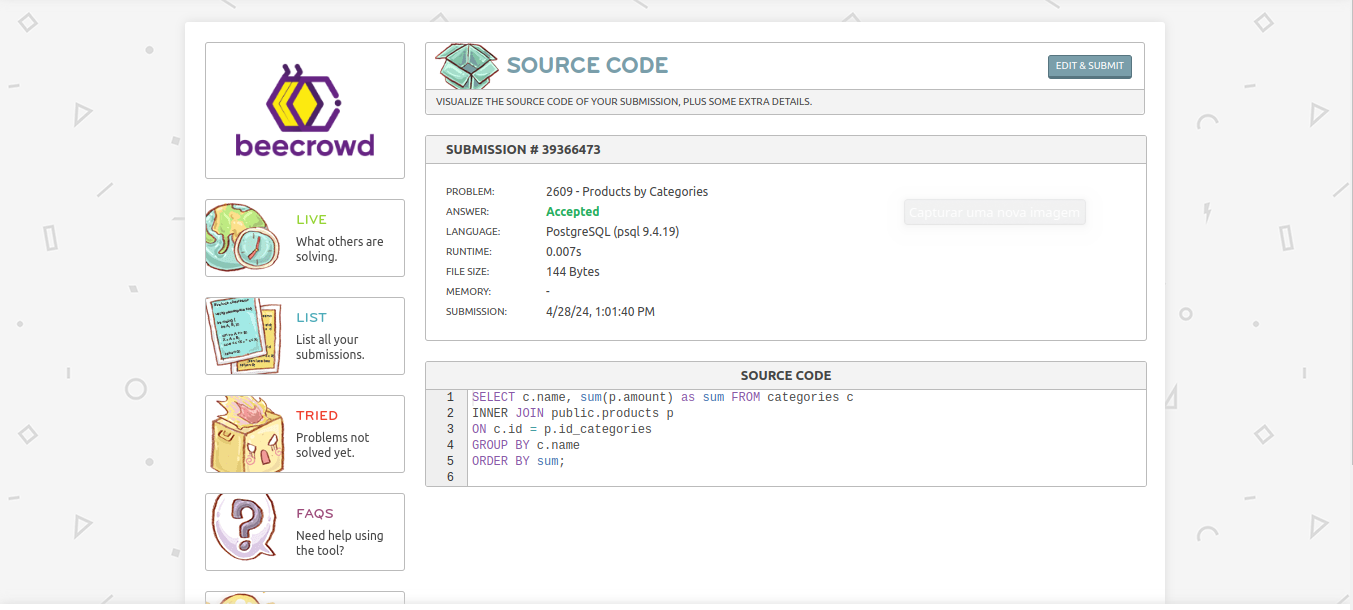 beecrowd
LIVE
What others are
solving.
LIST
List all your
submissions.
TRIED
Problems not
solved yet.
FAQS
Need help using
the tool?
SOURCE CODE
EDIT & SUBMIT
VISUALIZE THE SOURCE CODE OF YOUR SUBMISSION, PLUS SOME EXTRA DETAILS.
SUBMISSION # 39366473
PROBLEM: 2609 - Products by Categories
ANSWER: Accepted
Capturar uma nova imagem
LANGUAGE: PostgreSQL (psql 9.4.19)
RUNTIME: 0.007s
FILE SIZE: 144 Bytes
MEMORY: -
SUBMISSION: 4/28/24, 1:01:40 PM
SOURCE CODE
1 SELECT c.name, sum(p.amount) as sum FROM categories c
2 INNER JOIN public.products p
3 ON c.id = p.id_categories
4 GROUP BY c.name
5 ORDER BY sum;
6